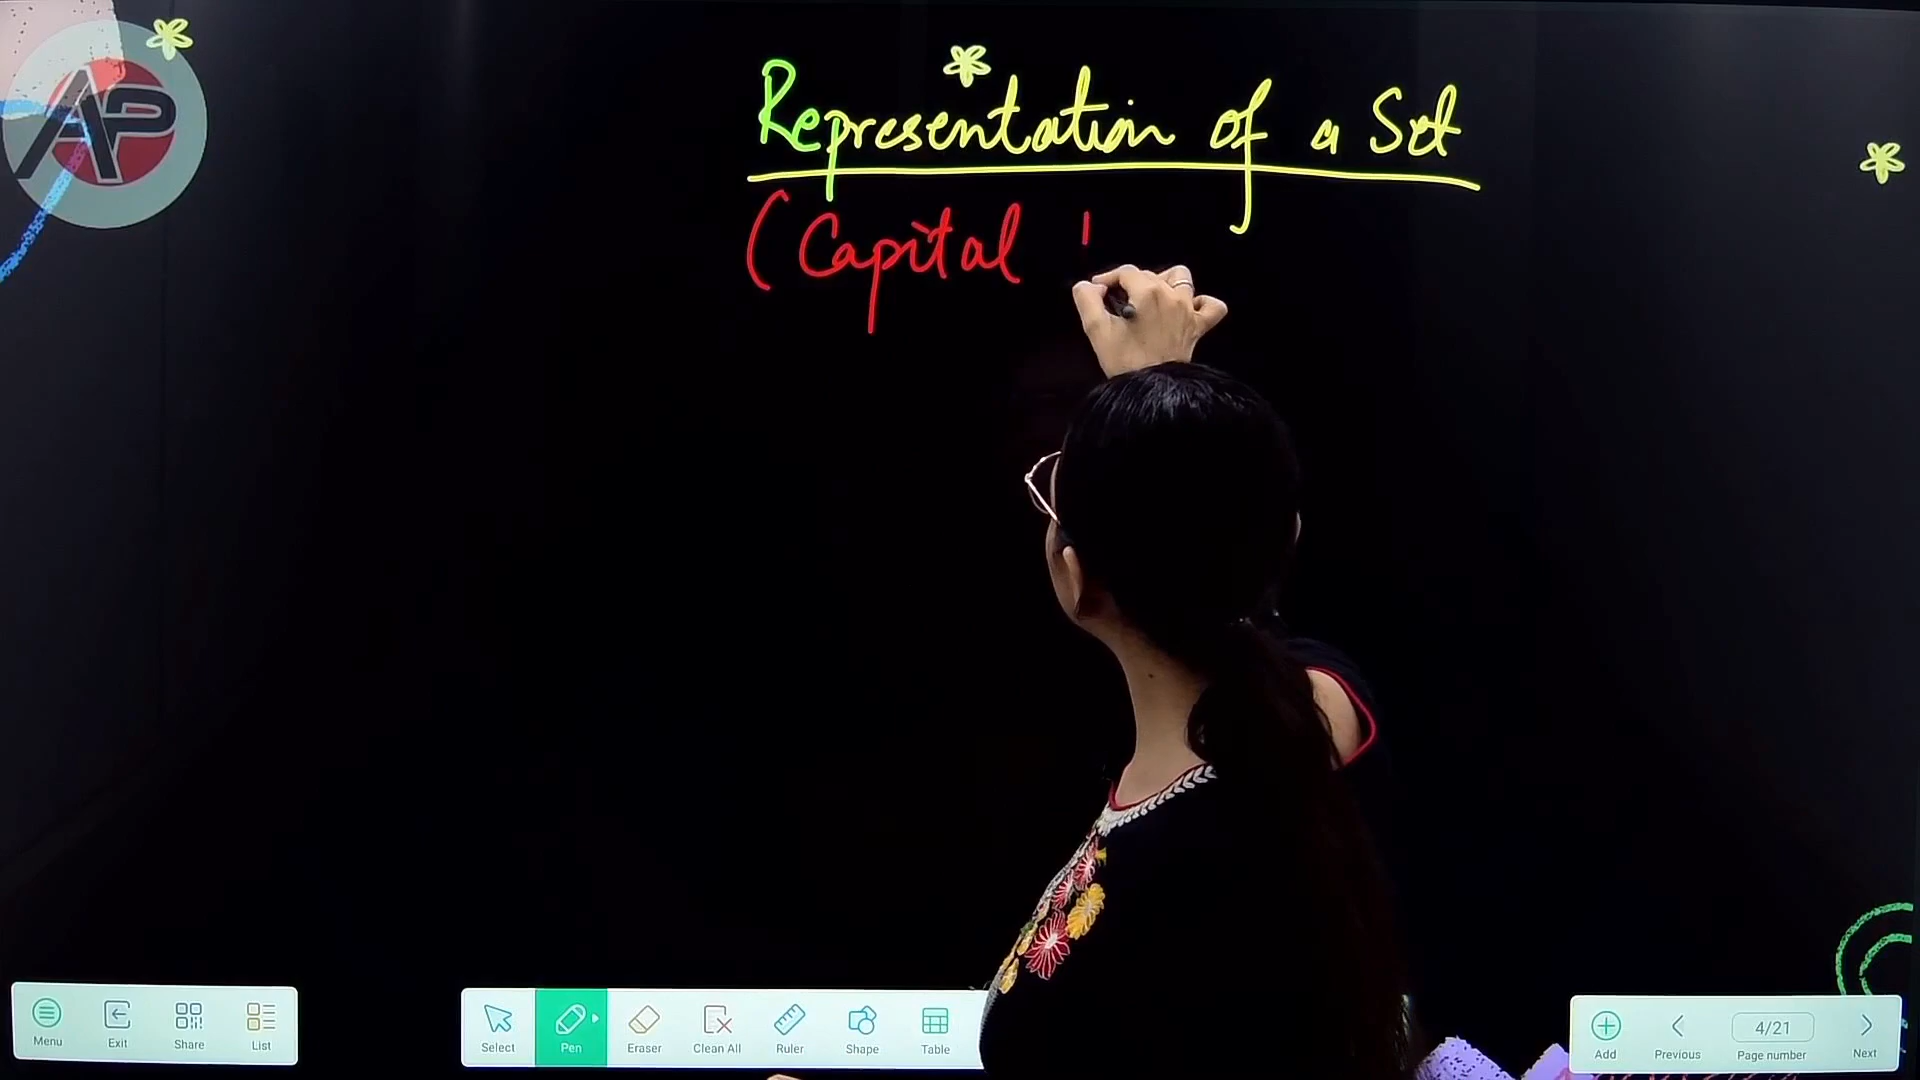 AP
Representation of a Set
(Capital
Menu Exit Share List
Select Pen Eraser Clean All Ruler Shape Table
Add Previous 4/21 Page number Next